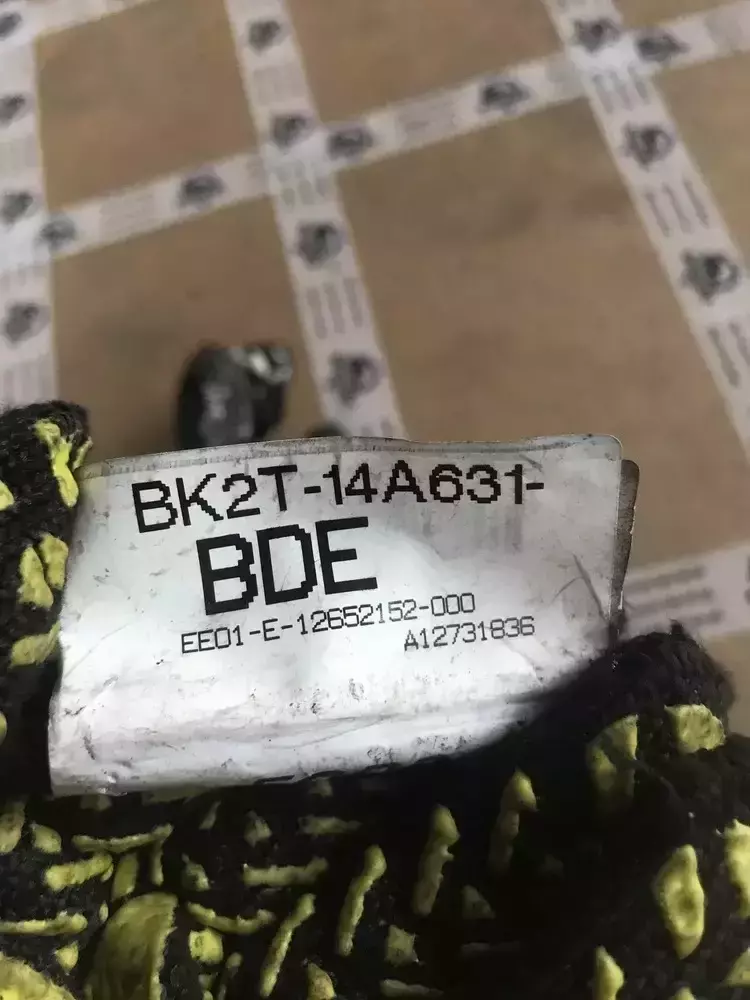 BK2T-14A631-
BDE
EE01-E-12652152-000
A12731836